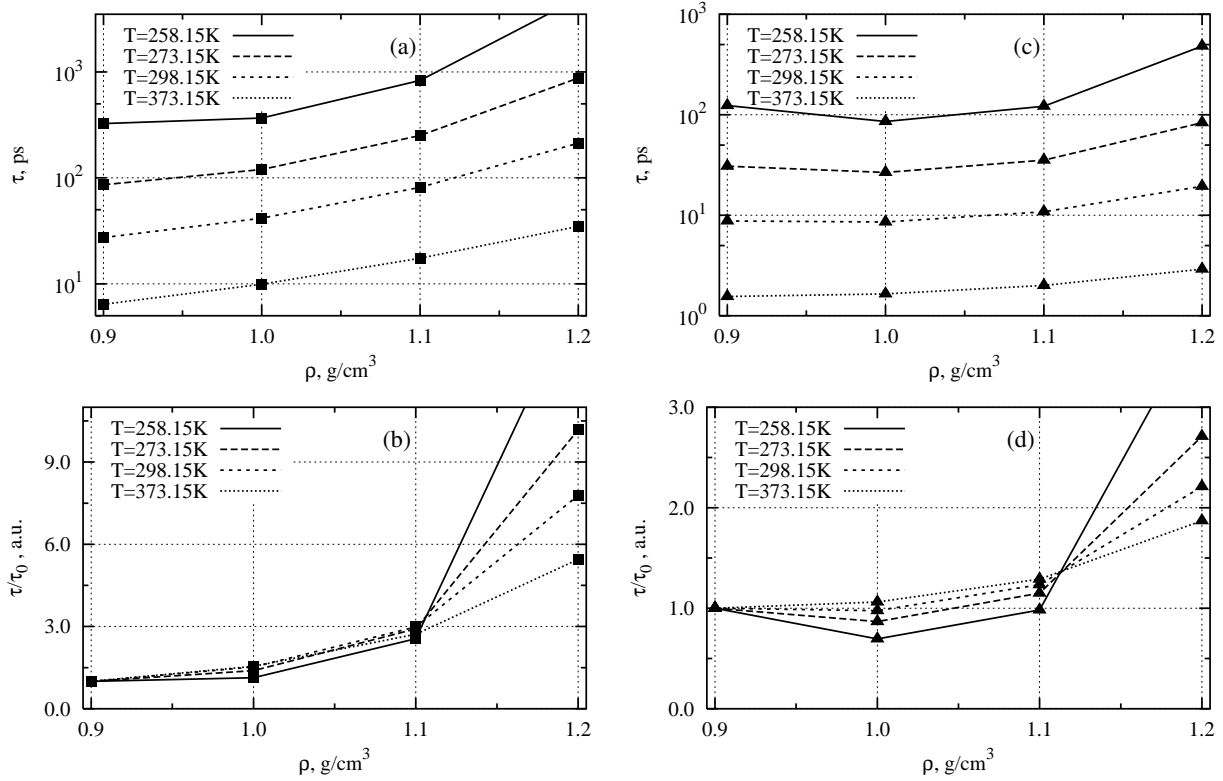 T=258.15K
T=273.15K
T=298.15K
T=373.15K
(a)
10³
10²
10¹
τ, ps
0.9 1.0 1.1 1.2
ρ, g/cm³
T=258.15K
T=273.15K
T=298.15K
T=373.15K
(c)
10³
10²
10¹
10⁰
τ, ps
0.9 1.0 1.1 1.2
ρ, g/cm³
T=258.15K
T=273.15K
T=298.15K
T=373.15K
(b)
9.0
6.0
3.0
0.0
τ/τ₀ , a.u.
0.9 1.0 1.1 1.2
ρ, g/cm³
T=258.15K
T=273.15K
T=298.15K
T=373.15K
(d)
3.0
2.0
1.0
0.0
τ/τ₀ , a.u.
0.9 1.0 1.1 1.2
ρ, g/cm³